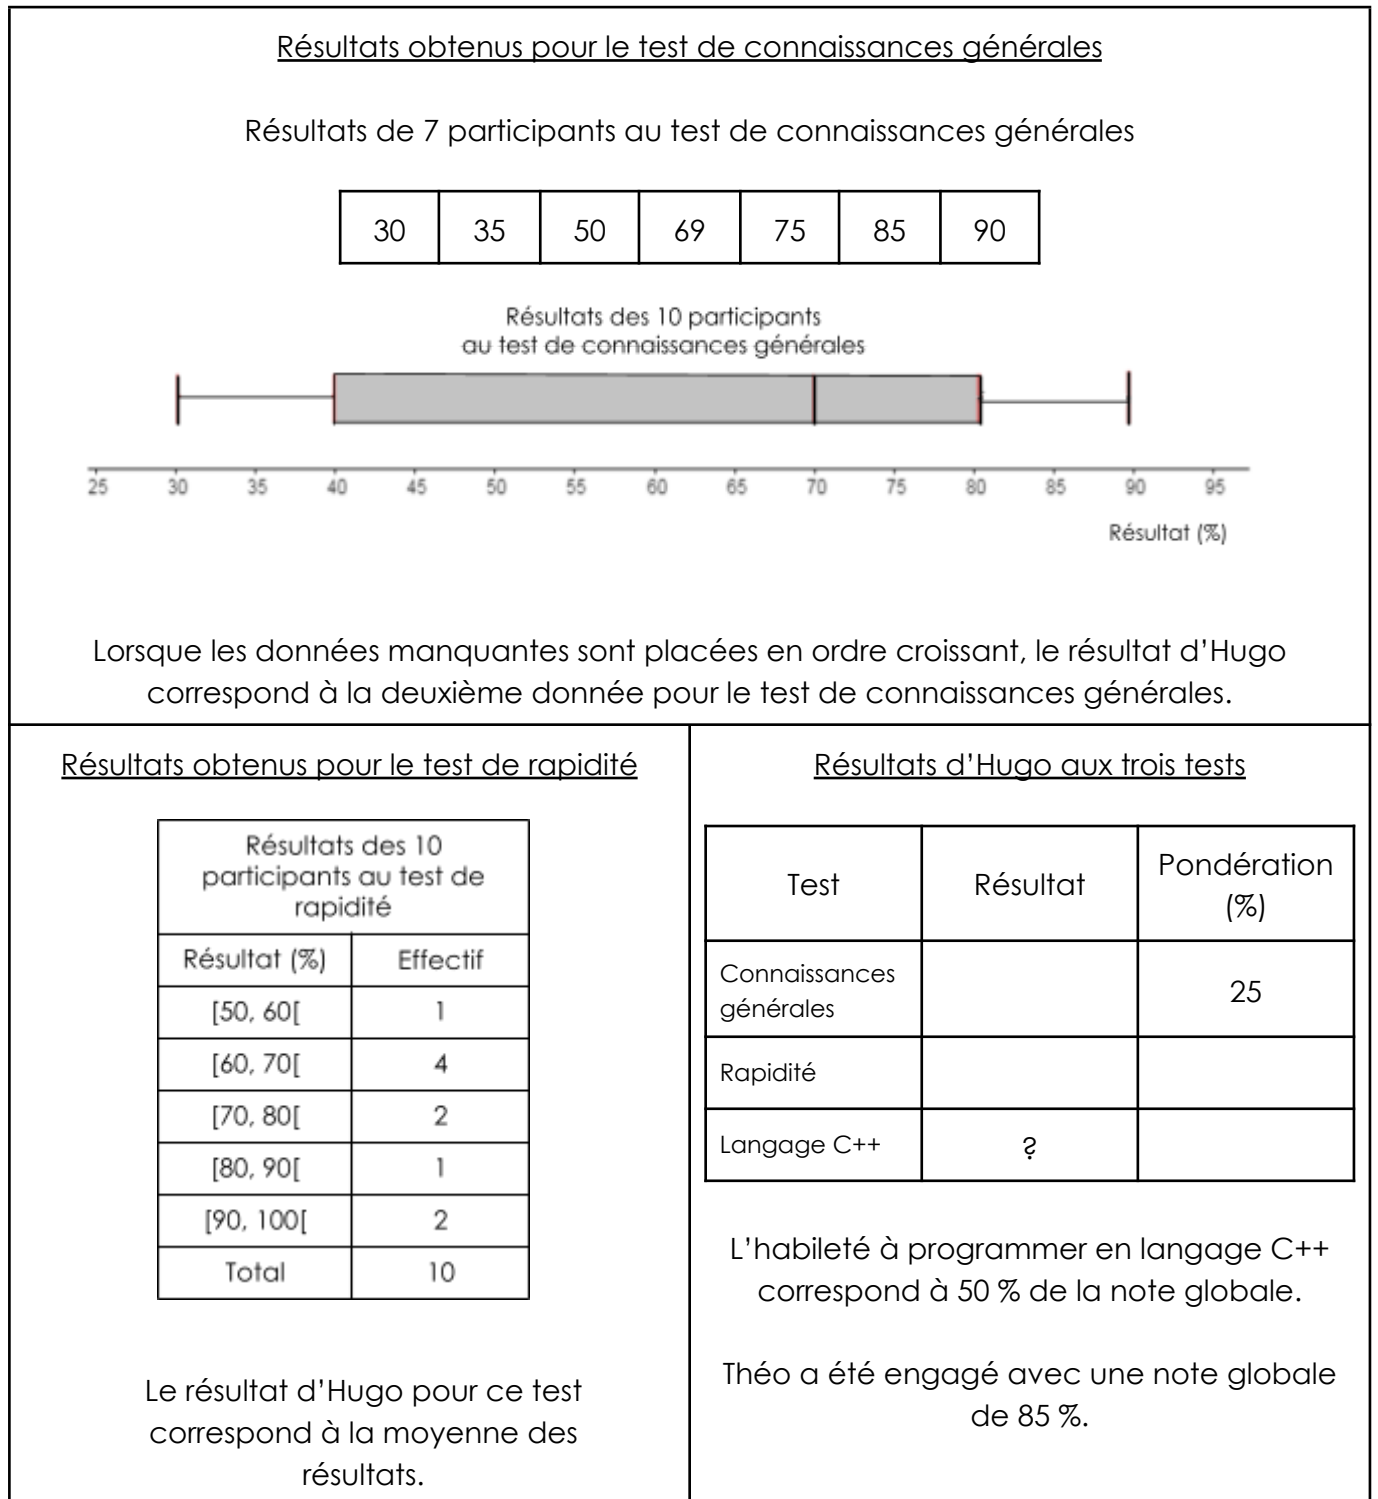 Résultats obtenus pour le test de connaissances générales
Résultats de 7 participants au test de connaissances générales
30 35 50 69 75 85 90
Résultats des 10 participants
au test de connaissances générales
25 30 35 40 45 50 55 60 65 70 75 80 85 90 95
Résultat (%)
Lorsque les données manquantes sont placées en ordre croissant, le résultat d’Hugo
correspond à la deuxième donnée pour le test de connaissances générales.
Résultats obtenus pour le test de rapidité
Résultats des 10
participants au test de
rapidité
Résultat (%) Effectif
[50, 60[ 1
[60, 70[ 4
[70, 80[ 2
[80, 90[ 1
[90, 100[ 2
Total 10
Le résultat d’Hugo pour ce test
correspond à la moyenne des
résultats.
Résultats d’Hugo aux trois tests
Test Résultat Pondération
(%)
Connaissances
générales 25
Rapidité
Langage C++ ?
L’habileté à programmer en langage C++
correspond à 50 % de la note globale.
Théo a été engagé avec une note globale
de 85 %.